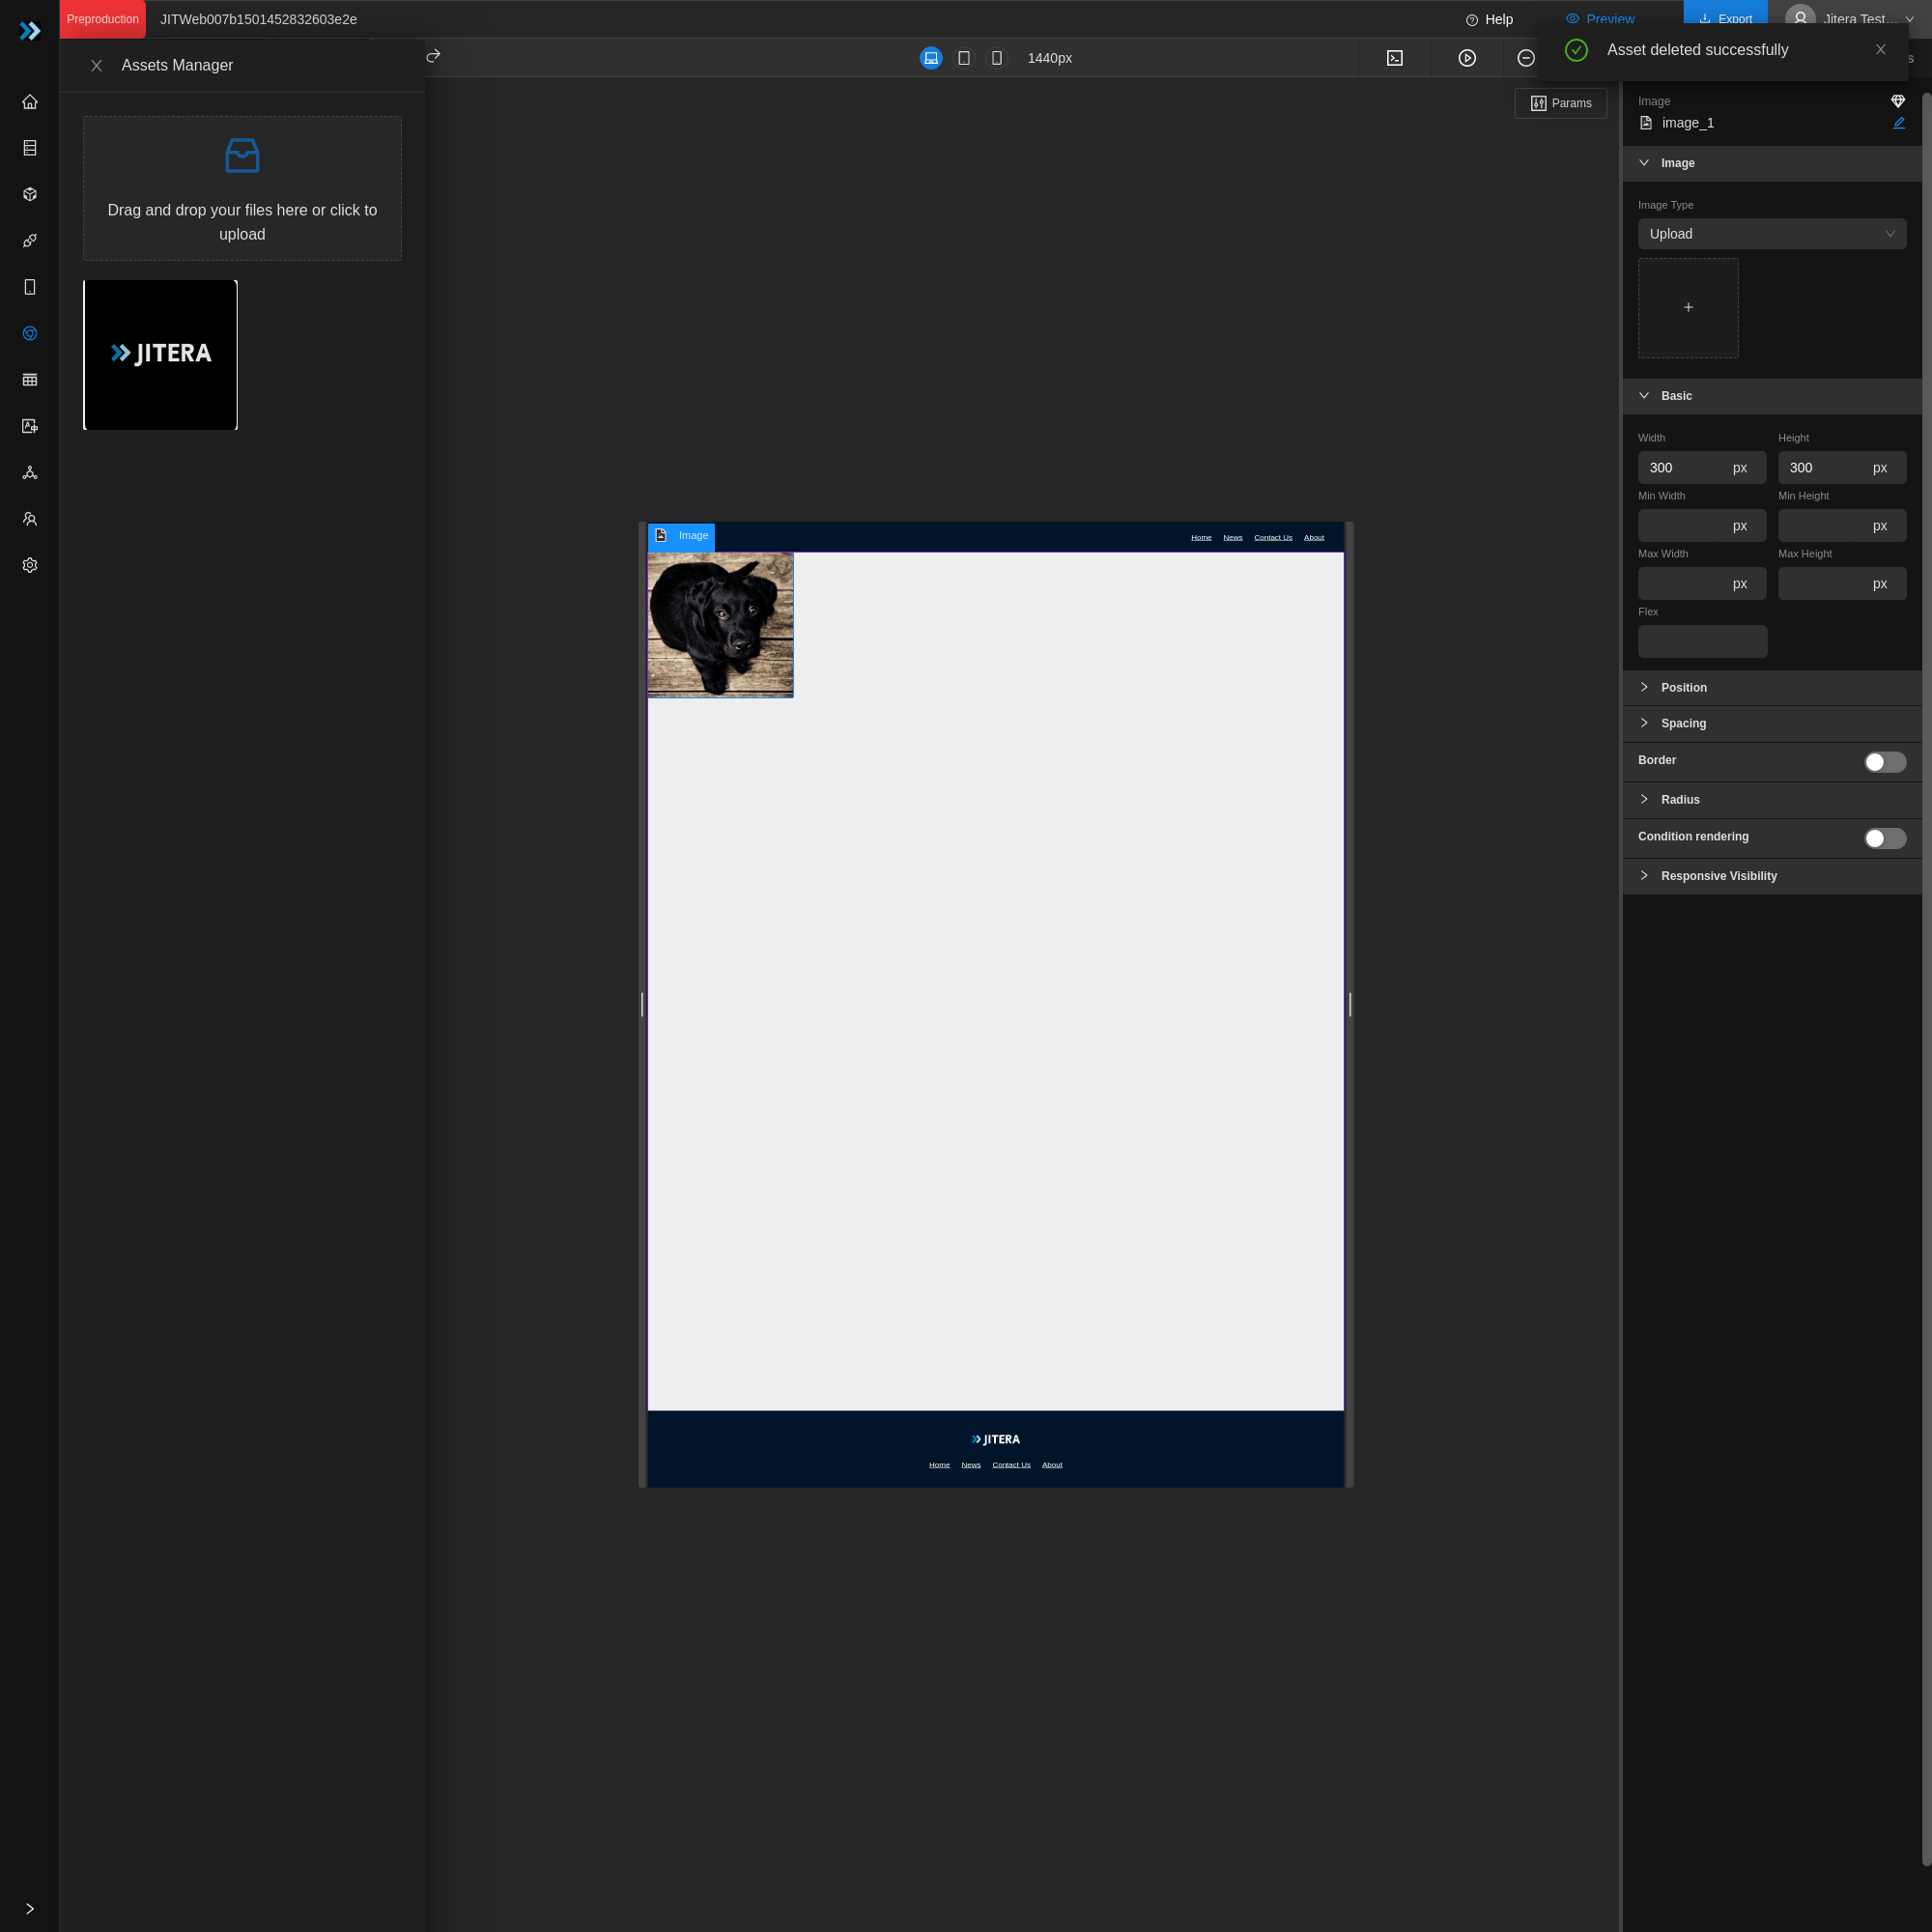 Preproduction
JITWeb007b1501452832603e2e
Help
Preview
Export
Jitera Test...
Assets Manager
1440px
Asset deleted successfully
Params
Drag and drop your files here or click to
upload
JITERA
Image
image_1
Image
Image Type
Upload
Basic
Width
Height
300
px
300
px
Min Width
Min Height
px
px
Max Width
Max Height
px
px
Flex
Position
Spacing
Border
Radius
Condition rendering
Responsive Visibility
Image
Home
News
Contact Us
About
JITERA
Home
News
Contact Us
About